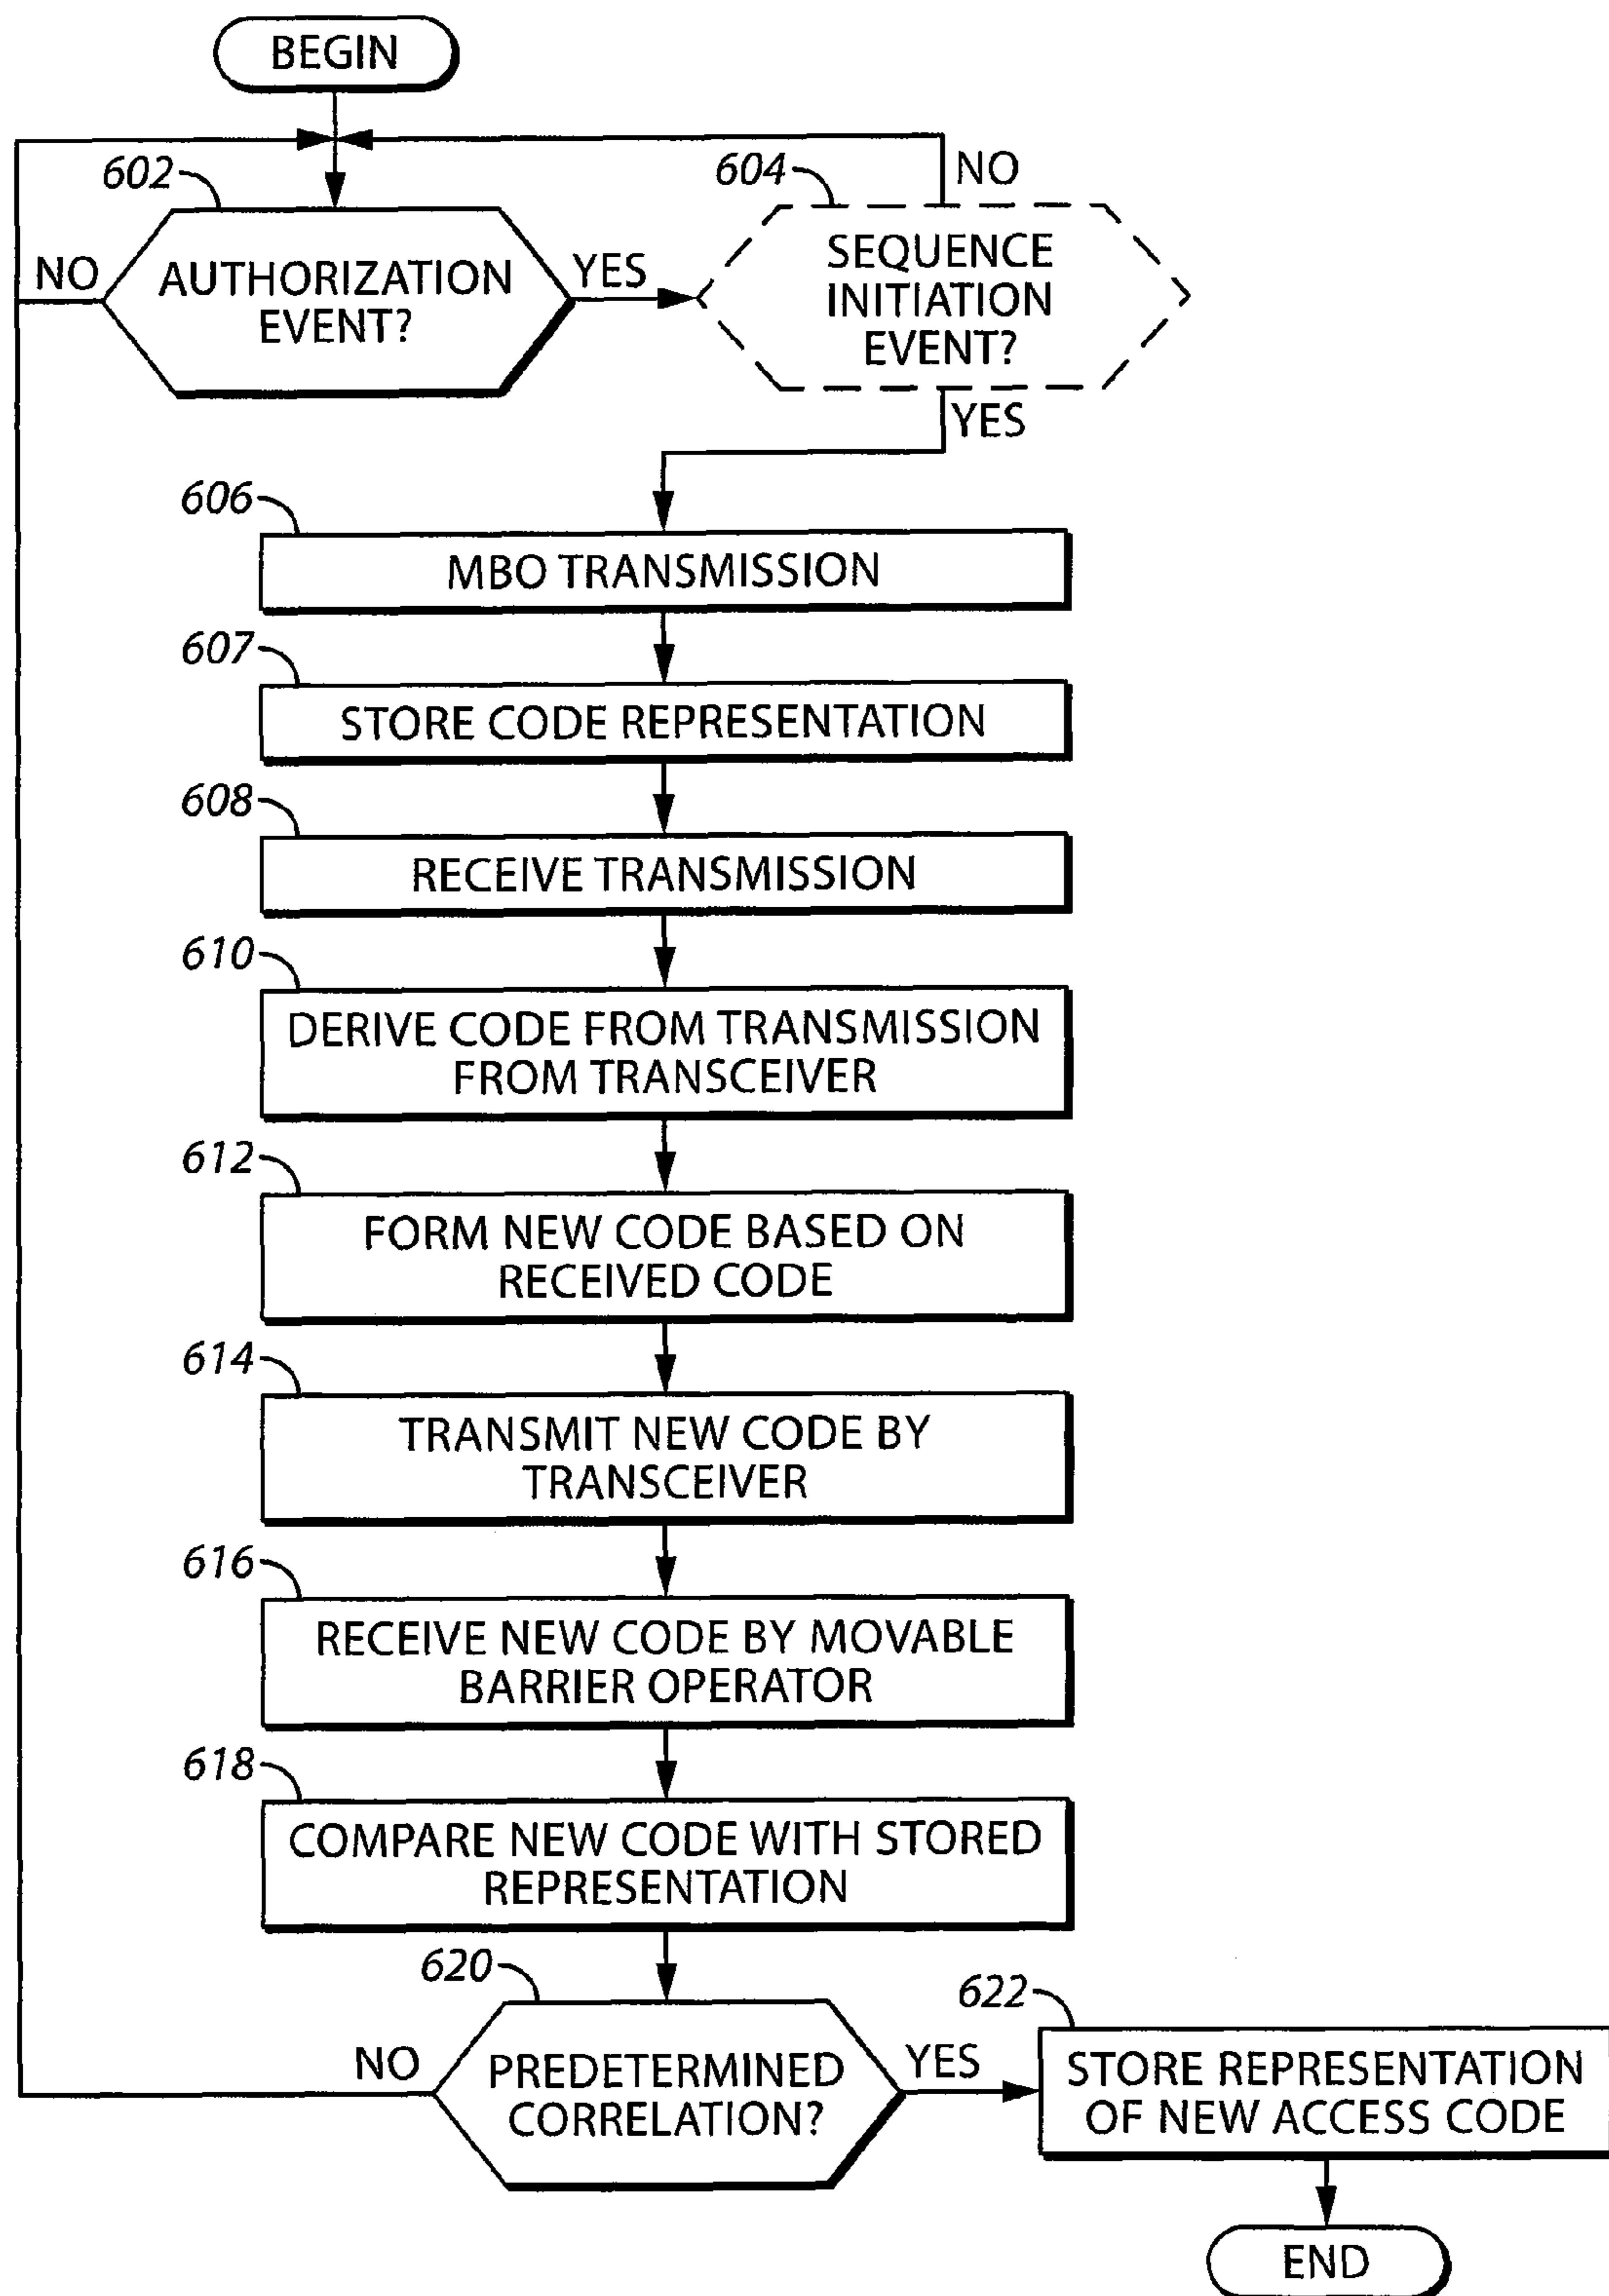 BEGIN
602
604
NO
NO
AUTHORIZATION
EVENT?
YES
SEQUENCE
INITIATION
EVENT?
YES
606
MBO TRANSMISSION
607
STORE CODE REPRESENTATION
608
RECEIVE TRANSMISSION
610
DERIVE CODE FROM TRANSMISSION
FROM TRANSCEIVER
612
FORM NEW CODE BASED ON
RECEIVED CODE
614
TRANSMIT NEW CODE BY
TRANSCEIVER
616
RECEIVE NEW CODE BY MOVABLE
BARRIER OPERATOR
618
COMPARE NEW CODE WITH STORED
REPRESENTATION
620
622
NO
PREDETERMINED
CORRELATION?
YES
STORE REPRESENTATION
OF NEW ACCESS CODE
END